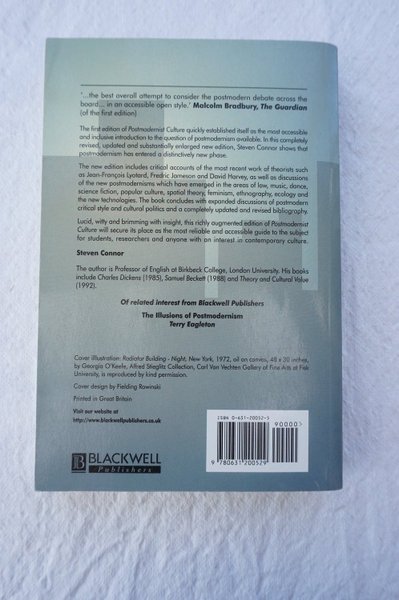 '...the best overall attempt to consider the postmodern debate across the
board... in an accessible open style.' Malcolm Bradbury, The Guardian
(of the first edition)
The first edition of Postmodernist Culture quickly established itself as the most accessible
and inclusive introduction to the question of postmodernism available. In this completely
revised, updated and substantially enlarged new edition, Steven Connor shows that
postmodernism has entered a distinctively new phase.
The new edition includes critical accounts of the most recent work of theorists such
as Jean-François Lyotard, Fredric Jameson and David Harvey, as well as discussions
of the new postmodernisms which have emerged in the areas of law, music, dance,
science fiction, popular culture, spatial theory, feminism, ethnography, ecology and
the new technologies. The book concludes with expanded discussions of postmodern
critical style and cultural politics and a completely updated and revised bibliography.
Lucid, witty and brimming with insight, this richly augmented edition of Postmodernist
Culture will secure its place as the most reliable and accessible guide to the subject
for students, researchers and anyone with an interest in contemporary culture.
Steven Connor
The author is Professor of English at Birkbeck College, London University. His books
include Charles Dickens (1985), Samuel Beckett (1988) and Theory and Cultural Value
(1992).
Of related interest from Blackwell Publishers
The Illusions of Postmodernism
Terry Eagleton
Cover illustration: Radiator Building - Night, New York, 1972, oil on canvas, 48 x 30 inches,
by Georgia O'Keefe, Alfred Stieglitz Collection, Carl Van Vechten Gallery of Fine Arts at Fisk
University, is reproduced by kind permission.
Cover design by Fielding Rowinski
Printed in Great Britain
Visit our website at
http://www.blackwellpublishers.co.uk
ISBN 0-631-20052-5
90000>
9 780631 200529
B
BLACKWELL
Publishers